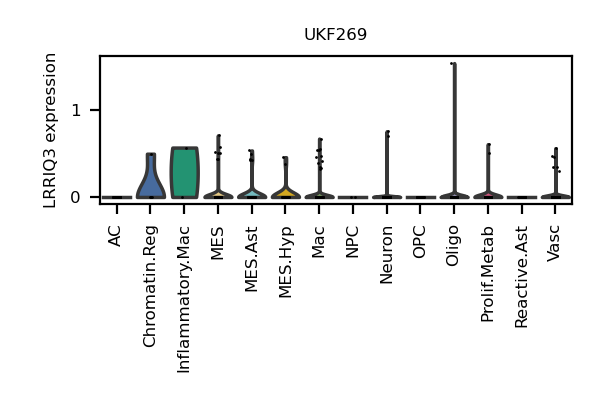 UKF269
LRRIQ3 expression
1
0
AC
Chromatin.Reg
Inflammatory.Mac
MES
MES.Ast
MES.Hyp
Mac
NPC
Neuron
OPC
Oligo
Prolif.Metab
Reactive.Ast
Vasc